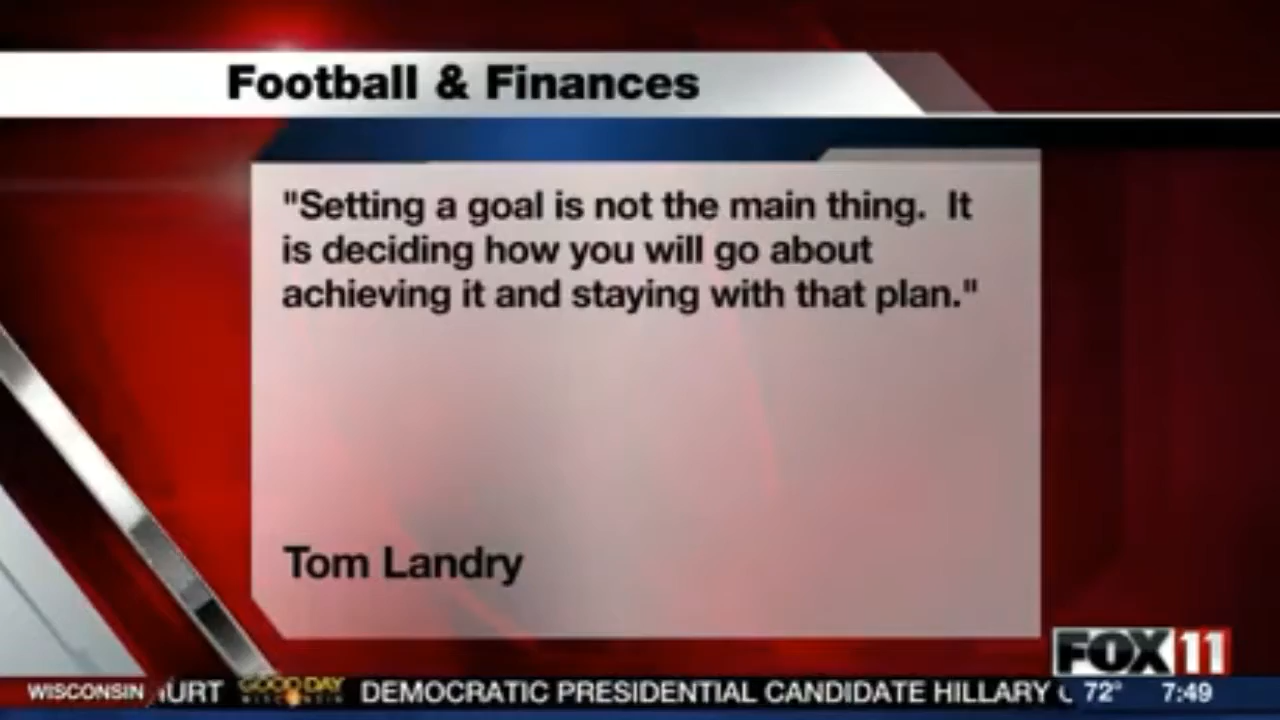 Football & Finances
"Setting a goal is not the main thing.  It
is deciding how you will go about
achieving it and staying with that plan."
Tom Landry
FOX 11
WISCONSIN URT GOOD DAY WISCONSIN DEMOCRATIC PRESIDENTIAL CANDIDATE HILLARY 72° 7:49